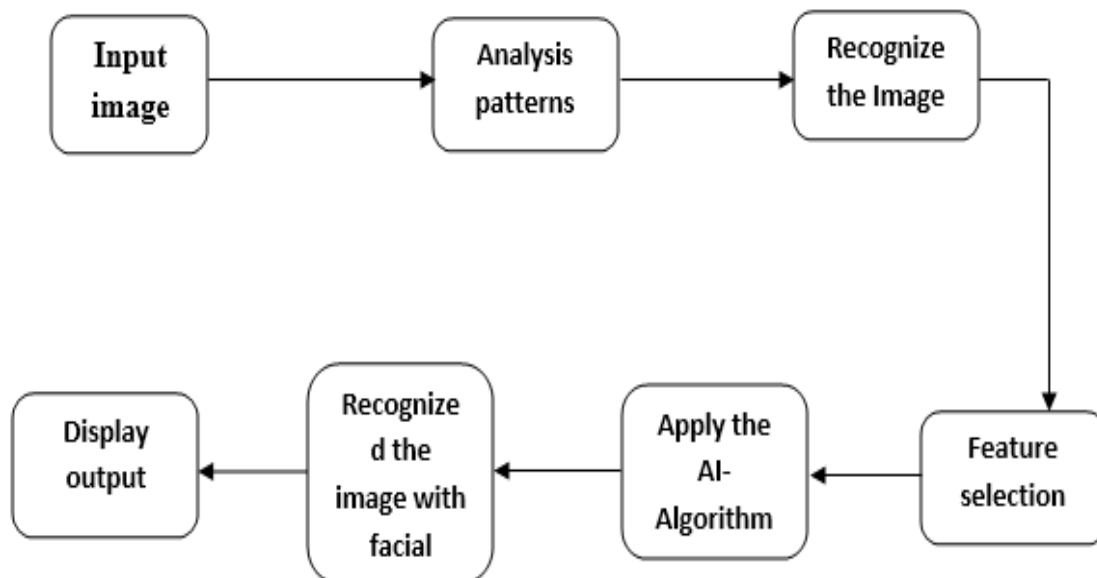 Input
image
Analysis
patterns
Recognize
the Image
Feature
selection
Apply the
AI-
Algorithm
Recognize
d the
image with
facial
Display
output